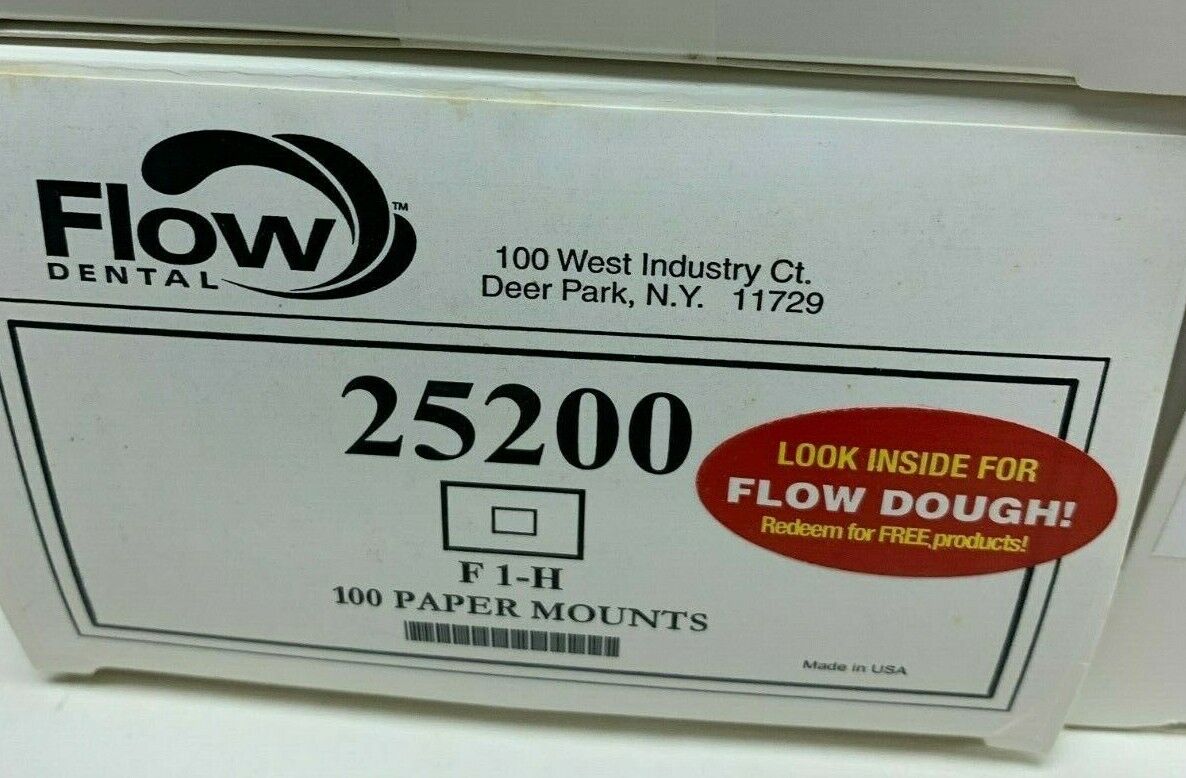 Flow™
DENTAL
100 West Industry Ct.
Deer Park, N.Y. 11729
25200
F 1-H
100 PAPER MOUNTS
Made in USA
LOOK INSIDE FOR
FLOW DOUGH!
Redeem for FREE products!